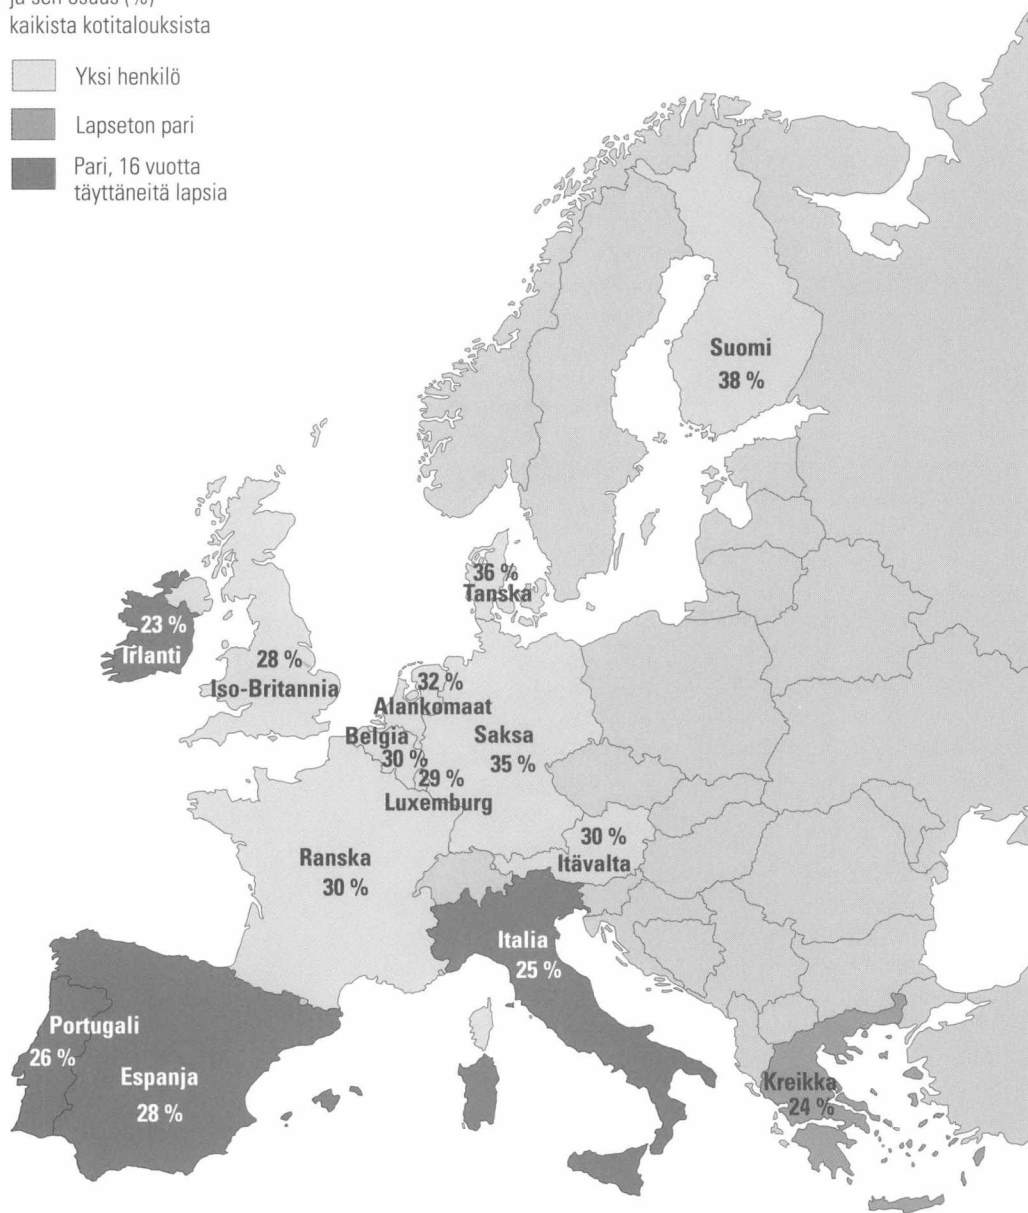 ja sen osuus (%)
kaikista kotitalouksista
Yksi henkilö
Lapseton pari
Pari, 16 vuotta
täyttäneitä lapsia
Suomi
38 %
36 %
Tanska
23 %
Irlanti
28 %
Iso-Britannia
32 %
Alankomaat
Belgia
30 %
Saksa
35 %
29 %
Luxemburg
30 %
Itävalta
Ranska
30 %
Italia
25 %
Portugali
26 %
Espanja
28 %
Kreikka
24 %